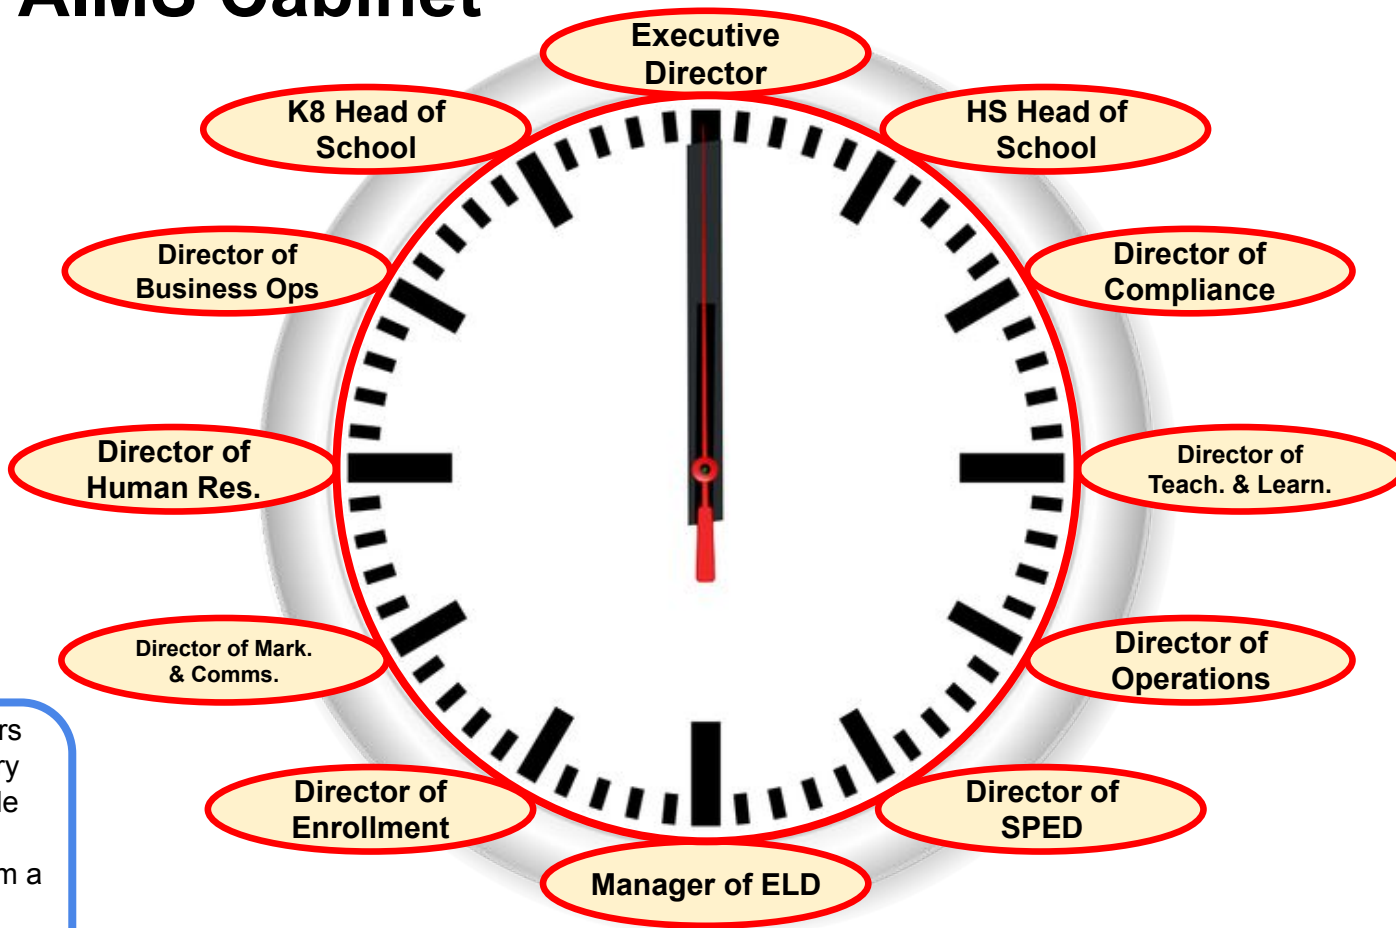 AIMS Cabinet
Executive
Director
K8 Head of
School
HS Head of
School
Director of
Business Ops
Director of
Compliance
Director of
Human Res.
Director of
Teach. & Learn.
Director of Mark.
& Comms.
Director of
Operations
Director of
Enrollment
Director of
SPED
Manager of ELD
a